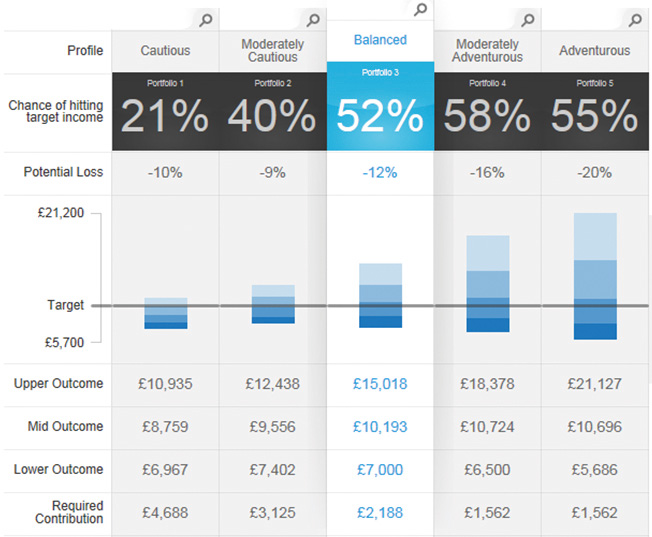 Profile
Cautious
Moderately
Cautious
Balanced
Moderately
Adventurous
Adventurous
Chance of hitting
target income
Portfolio 1
21%
Portfolio 2
40%
Portfolio 3
52%
Portfolio 4
58%
Portfolio 5
55%
Potential Loss
-10%
-9%
-12%
-16%
-20%
£21,200
Target
£5,700
Upper Outcome
£10,935
£12,438
£15,018
£18,378
£21,127
Mid Outcome
£8,759
£9,556
£10,193
£10,724
£10,696
Lower Outcome
£6,967
£7,402
£7,000
£6,500
£5,686
Required
Contribution
£4,688
£3,125
£2,188
£1,562
£1,562